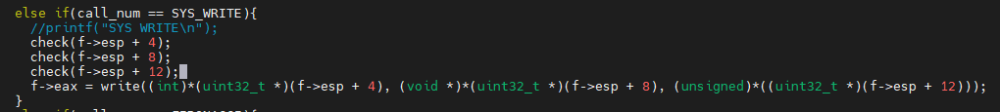 else if(call_num == SYS_WRITE){
//printf("SYS WRITE\n");
check(f->esp + 4);
check(f->esp + 8);
check(f->esp + 12);
f->eax = write((int)*(uint32_t *)(f->esp + 4), (void *)*(uint32_t *)(f->esp + 8), (unsigned)*((uint32_t *)(f->esp + 12)));
}